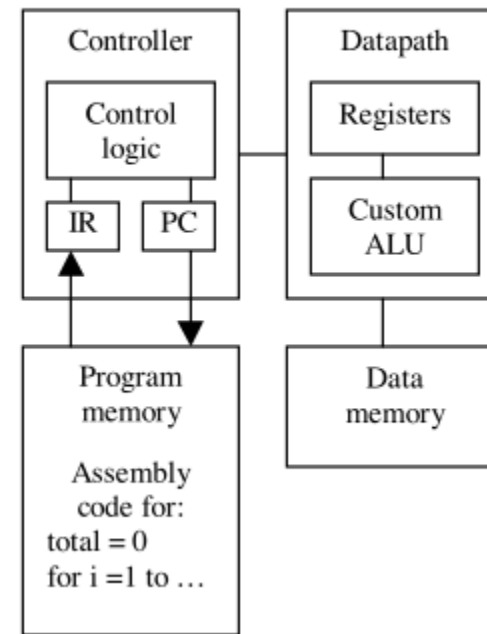 Controller
Control
logic
IR
PC
Datapath
Registers
Custom
ALU
Program
memory
Assembly
code for:
total = 0
for i =1 to …
Data
memory